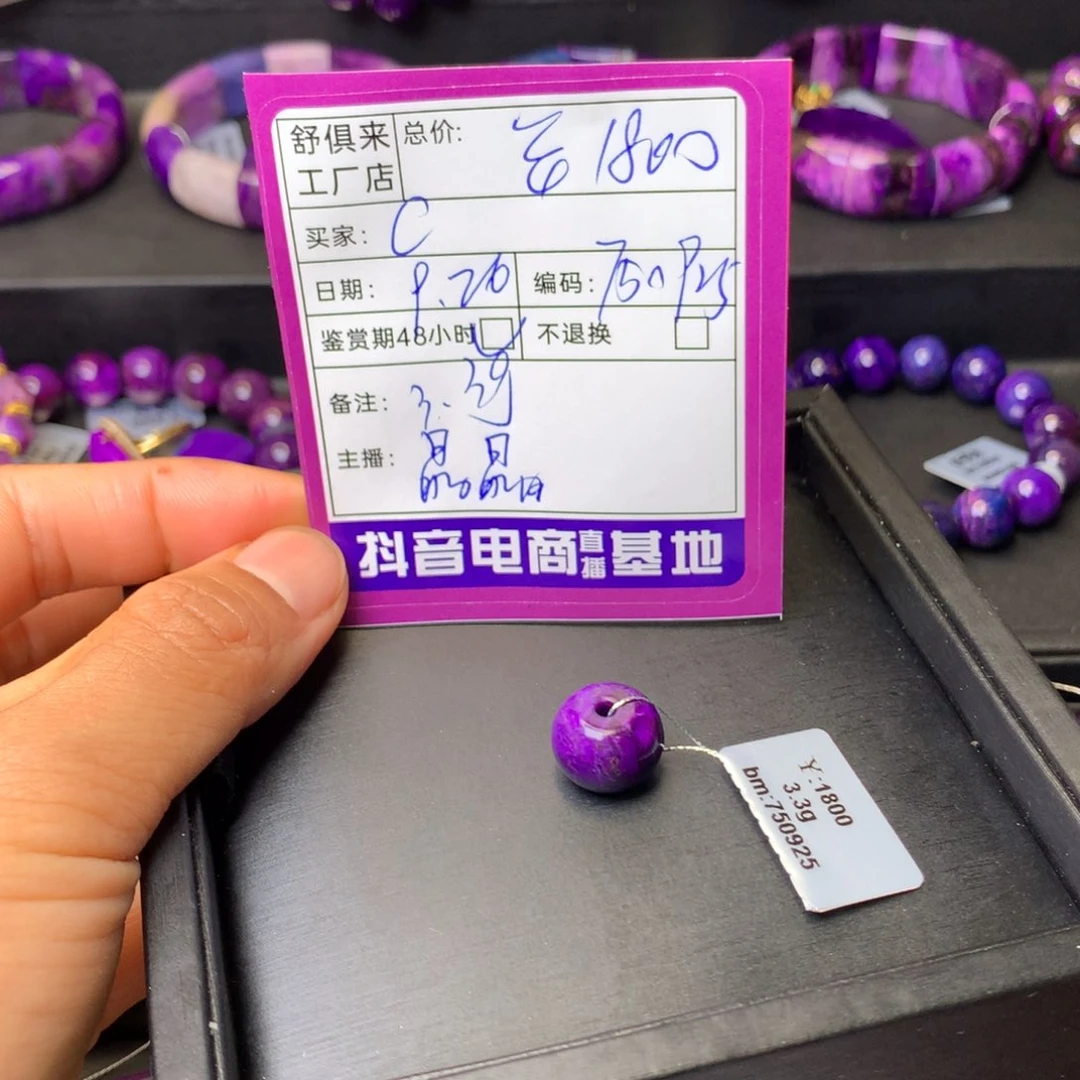 舒俱来
工厂店
总价: 1800
买家: C
日期: 9.26
编码: 750925
鉴赏期48小时
不退换
备注: 3.3g
主播: 晶晶
抖音电商直播基地
Y:1800
3.3g
bm:750925